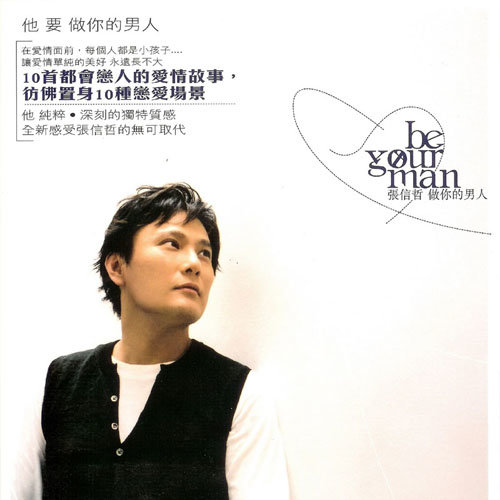 他 要 做你的男人
在愛情面前，每個人都是小孩子....
讓愛情單純的美好 永遠長不大
10首都會戀人的愛情故事，
彷彿置身10種戀愛場景
他 純粹 • 深刻的獨特質感
全新感受張信哲的無可取代
be
your
man
張信哲 做你的男人